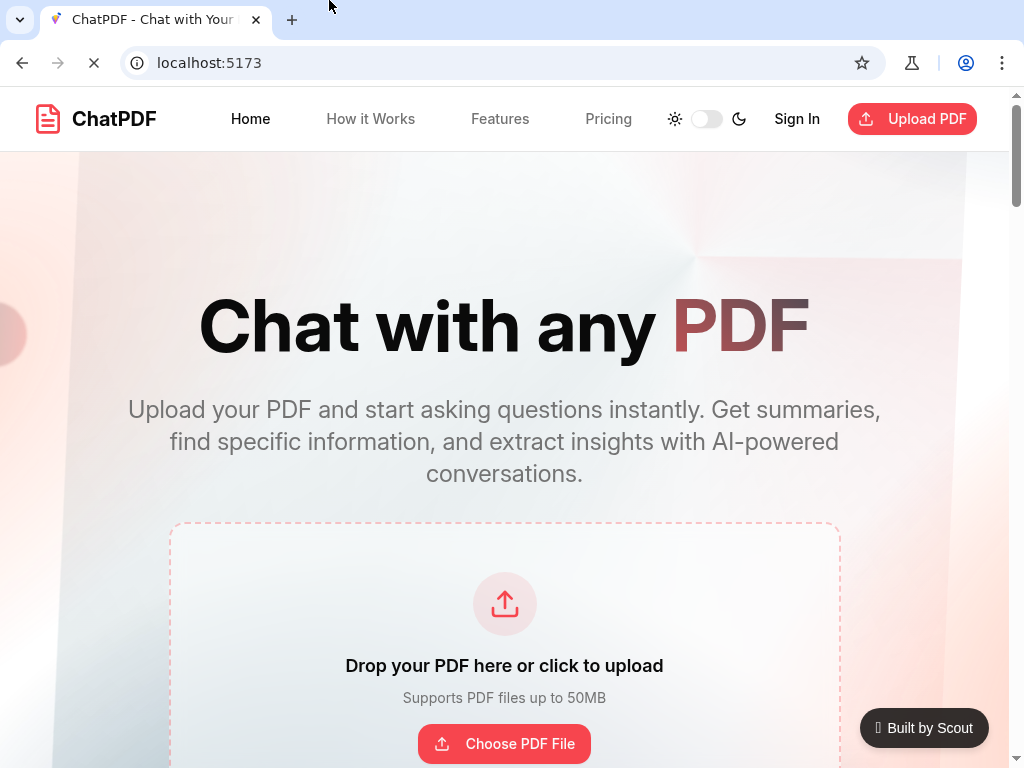 ChatPDF - Chat with Your
localhost:5173
ChatPDF
Home
How it Works
Features
Pricing
Sign In
Upload PDF
Chat with any PDF
Upload your PDF and start asking questions instantly. Get summaries,
find specific information, and extract insights with AI-powered
conversations.
Drop your PDF here or click to upload
Supports PDF files up to 50MB
Choose PDF File
Built by Scout